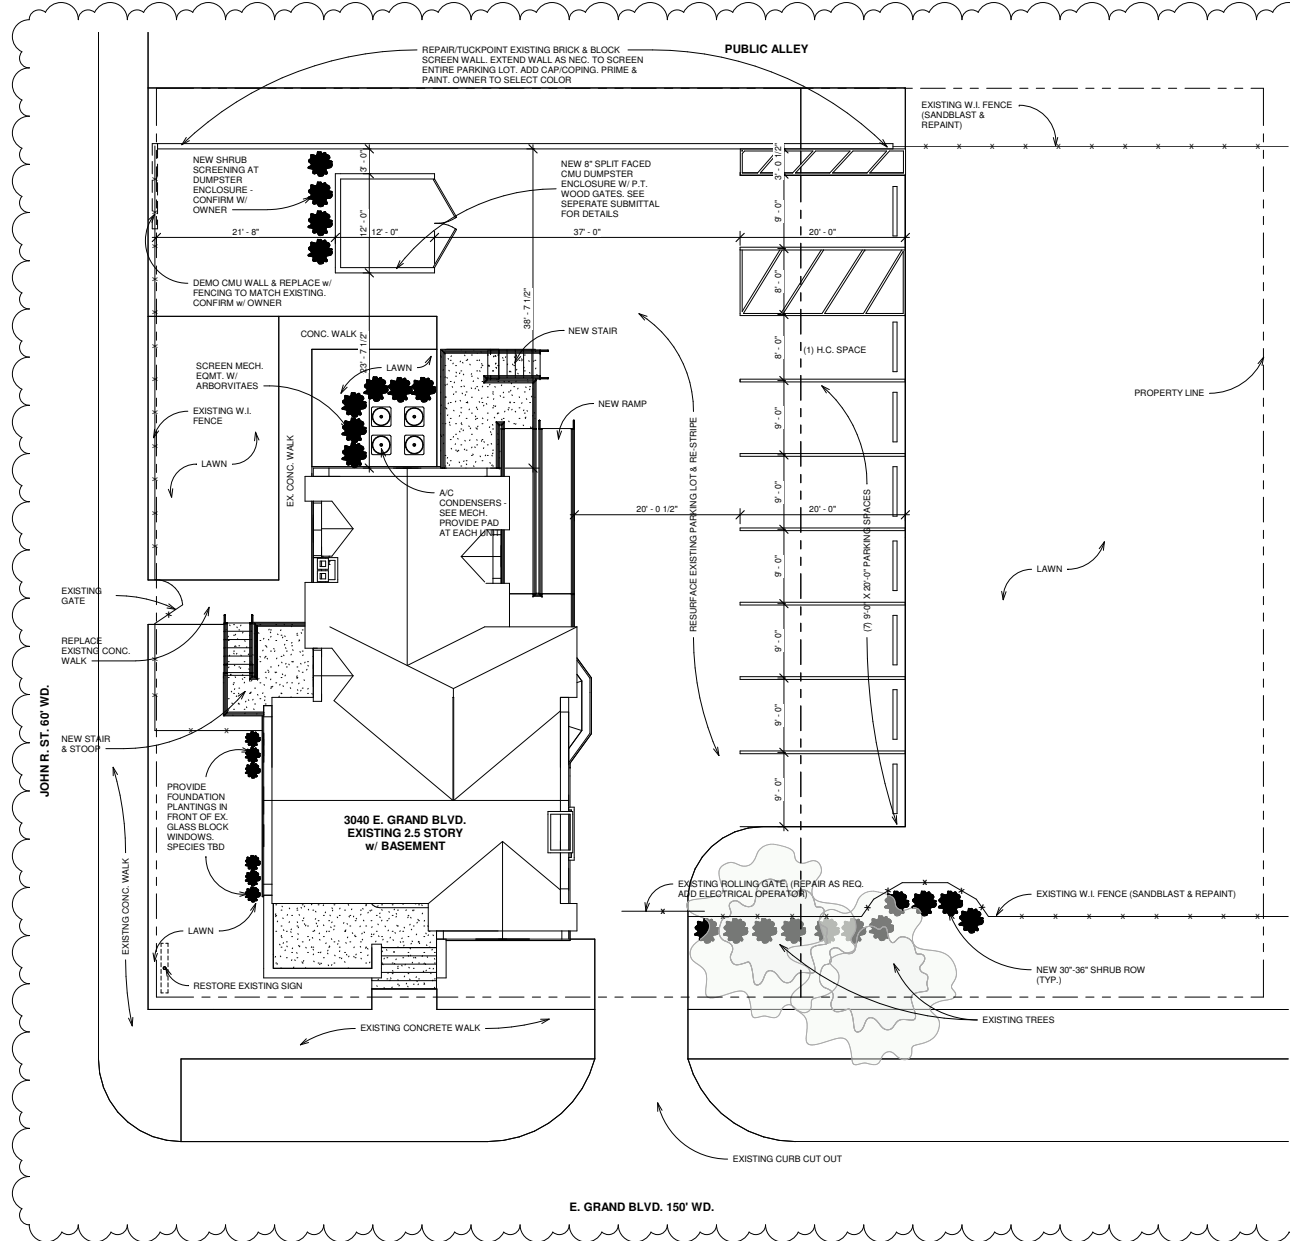 REPAIR/TUCKPOINT EXISTING BRICK & BLOCK
SCREEN WALL. EXTEND WALL AS NEC. TO SCREEN
ENTIRE PARKING LOT. ADD CAP/COPING. PRIME &
PAINT. OWNER TO SELECT COLOR
PUBLIC ALLEY
EXISTING W.I. FENCE
(SANDBLAST &
REPAINT)
NEW SHRUB
SCREENING AT
DUMPSTER
ENCLOSURE -
CONFIRM W/
OWNER
3' - 0"
NEW 8" SPLIT FACED
CMU DUMPSTER
ENCLOSURE W/ P.T.
WOOD GATES. SEE
SEPERATE SUBMITTAL
FOR DETAILS
3' - 0 1/2"
9' - 0"
12' - 0"
21' - 8"
12' - 0"
37' - 0"
20' - 0"
DEMO CMU WALL & REPLACE w/
FENCING TO MATCH EXISTING.
CONFIRM w/ OWNER
8' - 0"
38' - 7 1/2"
CONC. WALK
23' - 7 1/2"
NEW STAIR
8' - 0"
(1) H.C. SPACE
SCREEN MECH.
EQMT. W/
ARBORVITAES
LAWN
PROPERTY LINE
NEW RAMP
EXISTING W.I.
FENCE
9' - 0"
LAWN
EX. CONC. WALK
A/C
CONDENSERS -
SEE MECH.
PROVIDE PAD
AT EACH UNIT
RESURFACE EXISTING PARKING LOT & RE-STRIPE
9' - 0"
20' - 0 1/2"
20' - 0"
(7) 9'-0" X 20'-0" PARKING SPACES
9' - 0"
LAWN
EXISTING
GATE
9' - 0"
REPLACE
EXISTNG CONC.
WALK
9' - 0"
NEW STAIR
& STOOP
JOHN R. ST. 60' WD.
9' - 0"
PROVIDE
FOUNDATION
PLANTINGS IN
FRONT OF EX.
GLASS BLOCK
WINDOWS.
SPECIES TBD
3040 E. GRAND BLVD.
EXISTING 2.5 STORY
w/ BASEMENT
EXISTNG CONC. WALK
EXISTING ROLLING GATE, (REPAIR AS REQ.
ADD ELECTRICAL OPERATOR)
EXISTING W.I. FENCE (SANDBLAST & REPAINT)
LAWN
NEW 30"-36" SHRUB ROW
(TYP.)
RESTORE EXISTING SIGN
EXISTING TREES
EXISTING CONCRETE WALK
EXISTING CURB CUT OUT
E. GRAND BLVD. 150' WD.